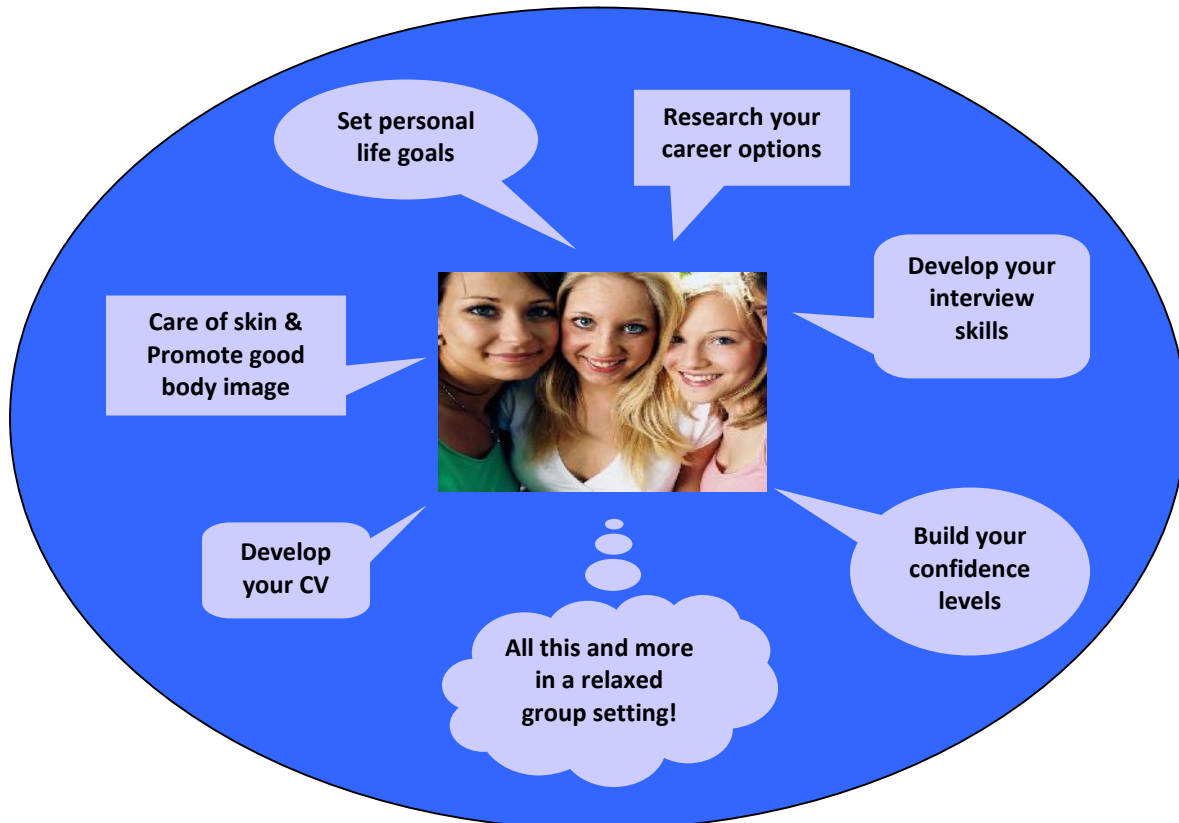 Set personal
life goals
Research your
career options
Develop your
interview
skills
Care of skin &
Promote good
body image
Develop
your CV
Build your
confidence
levels
All this and more
in a relaxed
group setting!